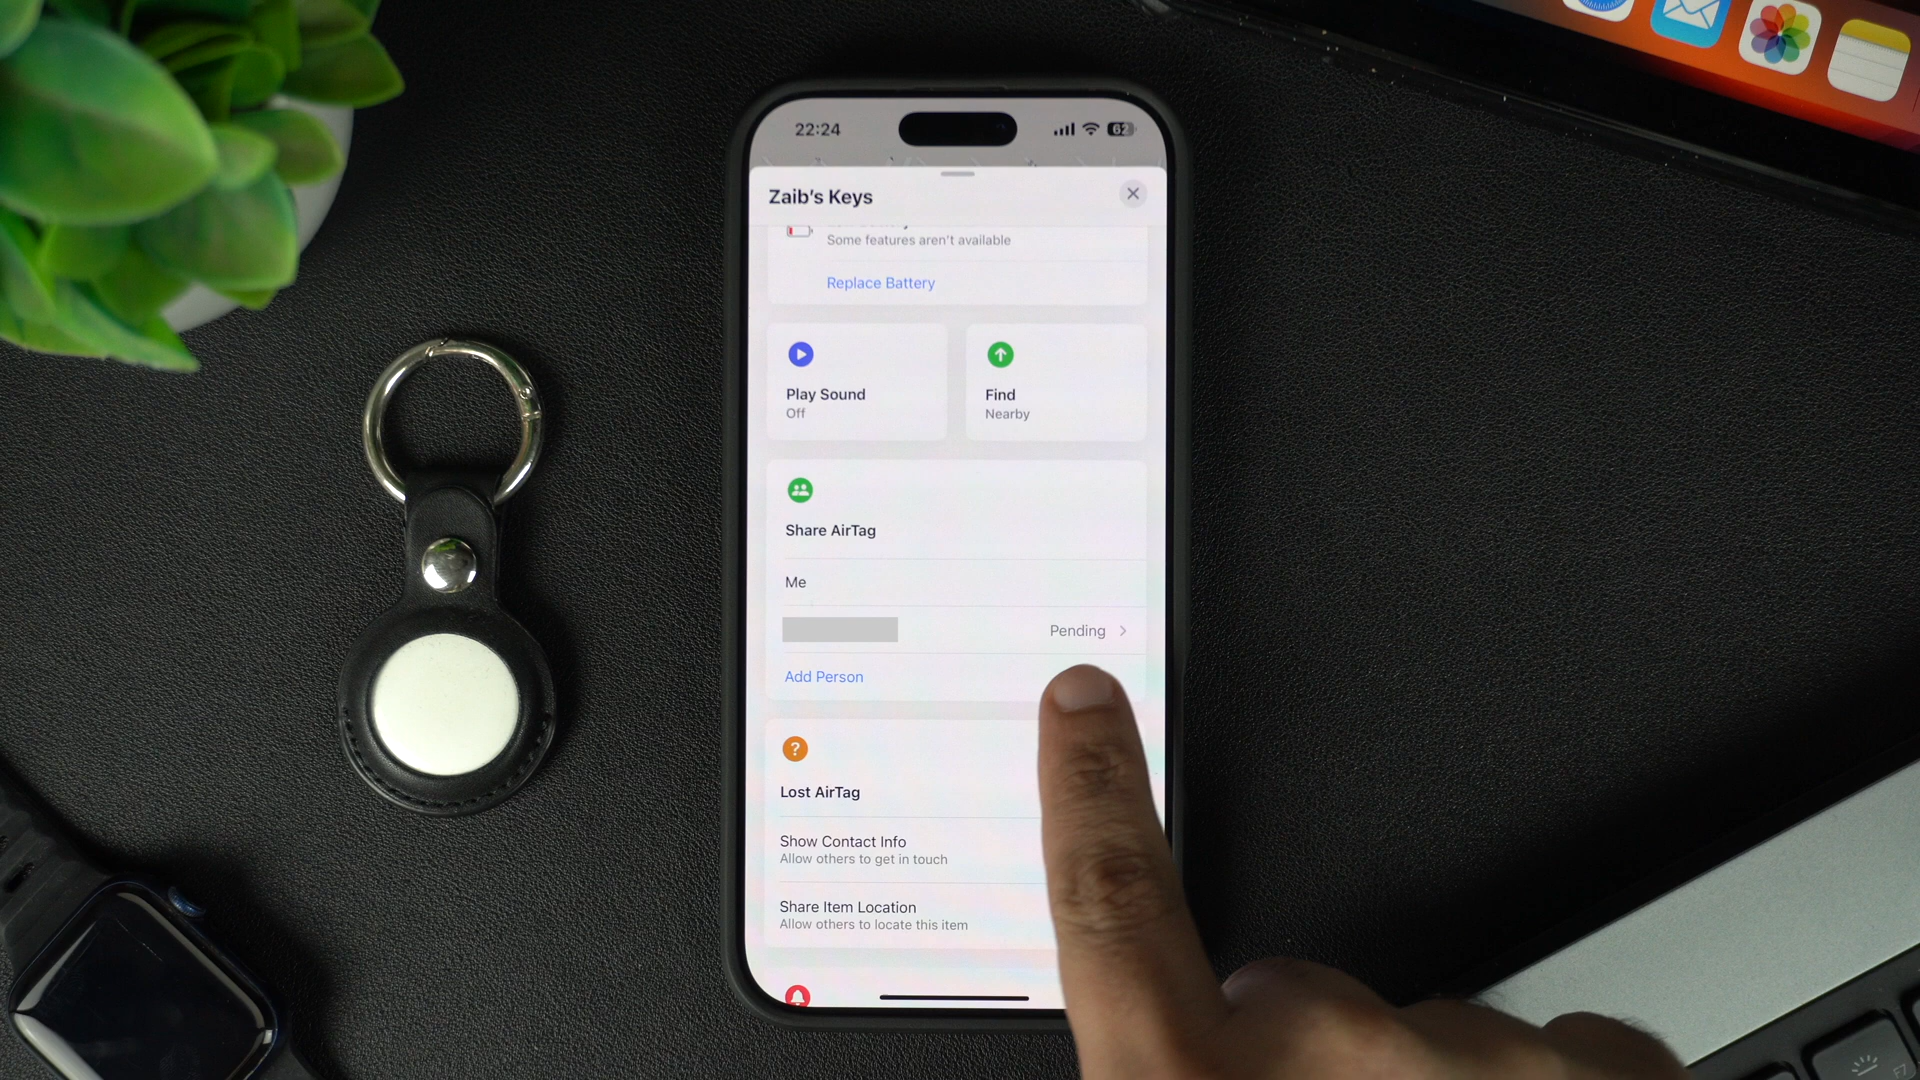 22:24
62
Zaib's Keys
Some features aren't available
Replace Battery
Play Sound
Off
Find
Nearby
Share AirTag
Me
Pending
Add Person
?
Lost AirTag
Show Contact Info
Allow others to get in touch
Share Item Location
Allow others to locate this item
F7